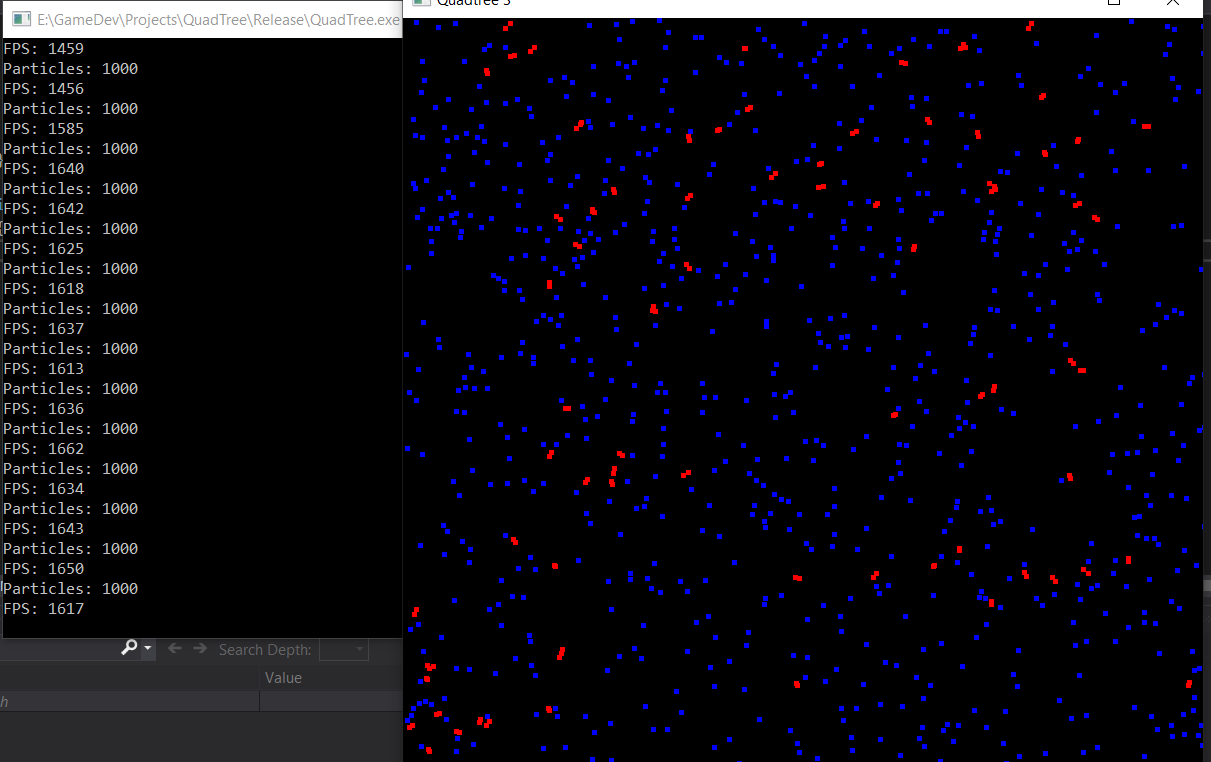 E:\GameDev\Projects\QuadTree\Release\QuadTree.exe
FPS: 1459
Particles: 1000
FPS: 1456
Particles: 1000
FPS: 1585
Particles: 1000
FPS: 1640
Particles: 1000
FPS: 1642
Particles: 1000
FPS: 1625
Particles: 1000
FPS: 1618
Particles: 1000
FPS: 1637
Particles: 1000
FPS: 1613
Particles: 1000
FPS: 1636
Particles: 1000
FPS: 1662
Particles: 1000
FPS: 1634
Particles: 1000
FPS: 1643
Particles: 1000
FPS: 1650
Particles: 1000
FPS: 1617
Search Depth:
Value
h
Quadtree